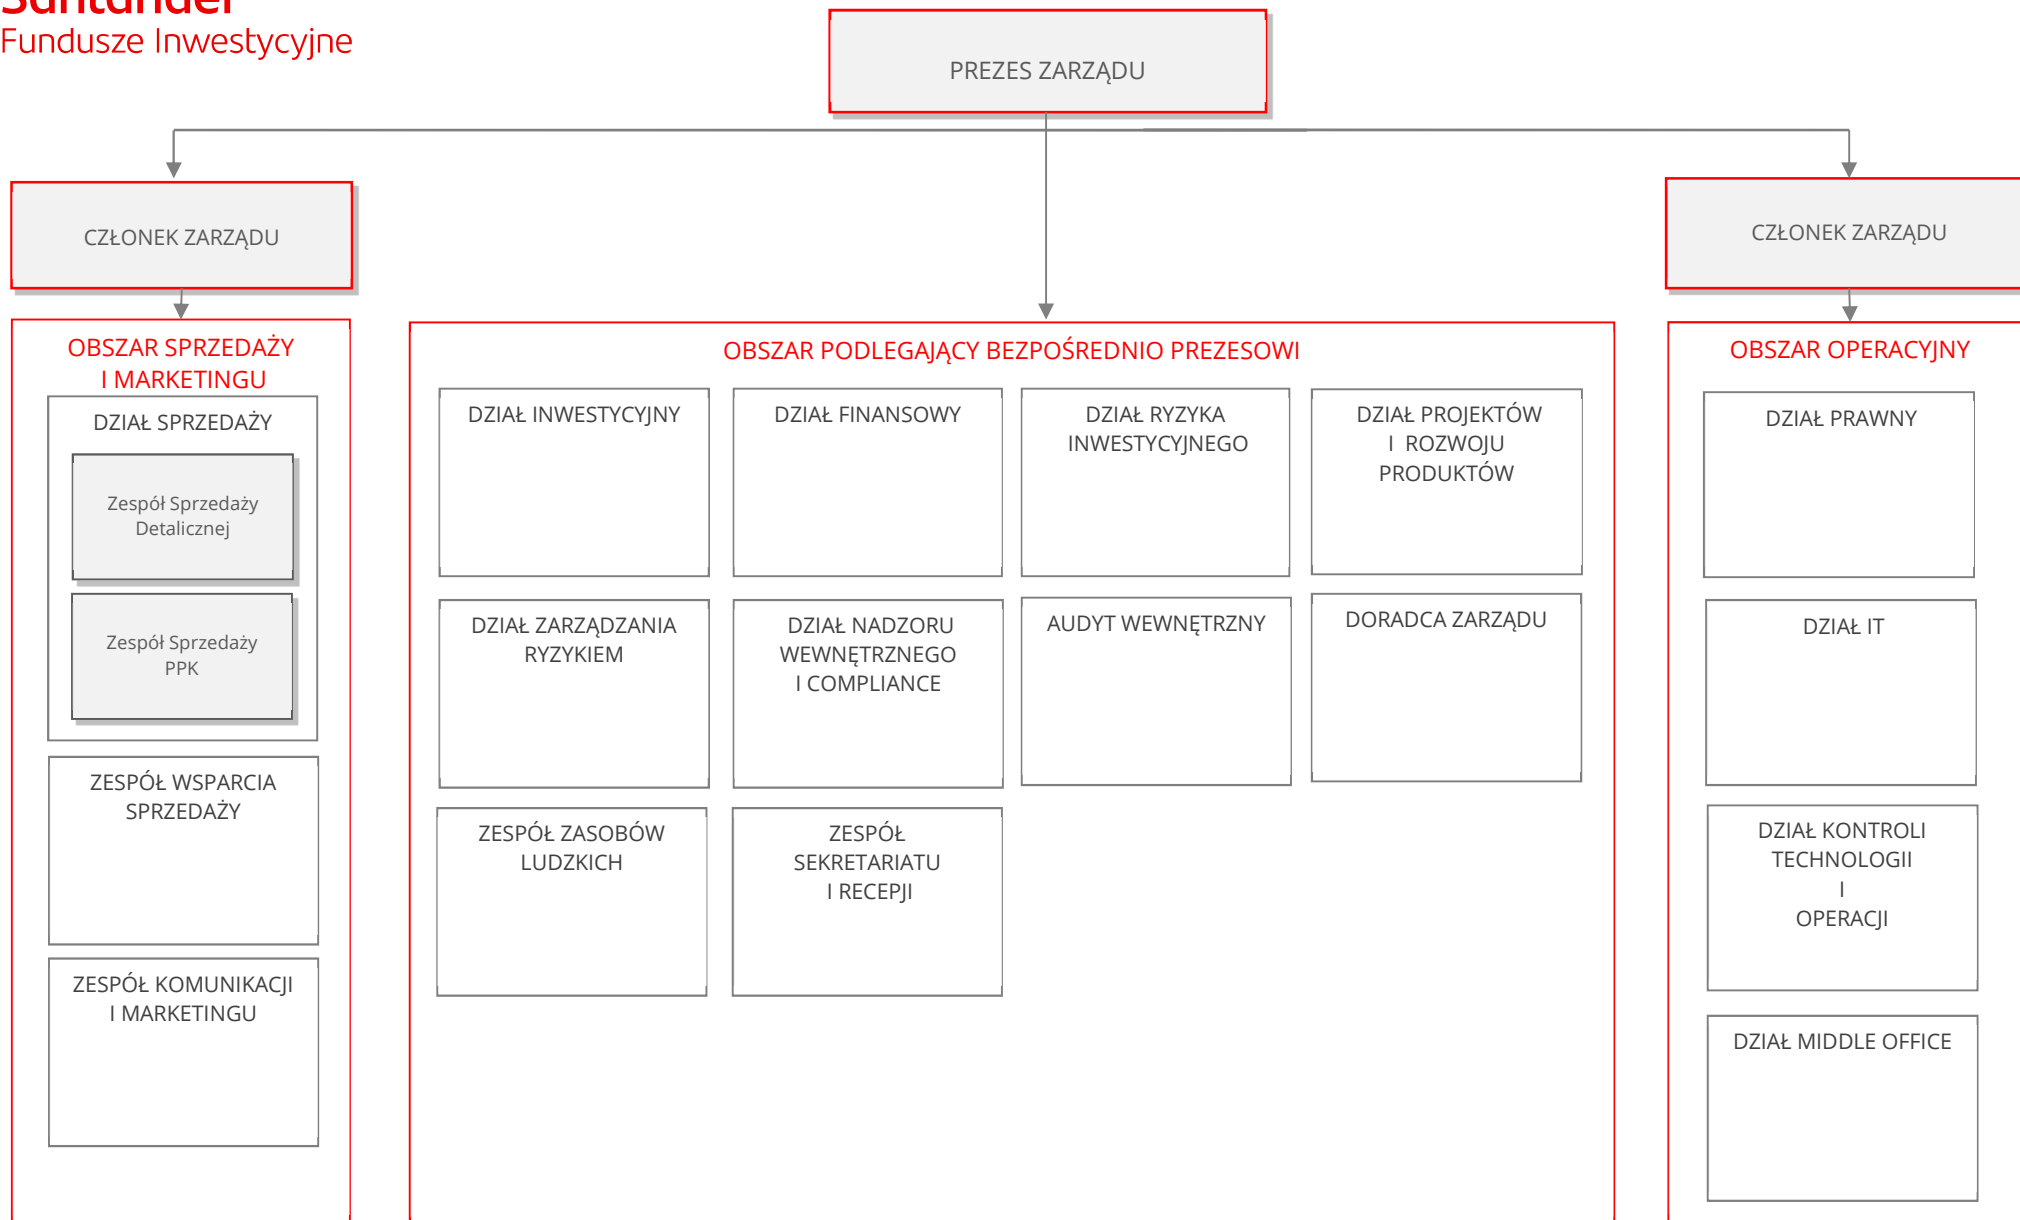 Santander
Fundusze Inwestycyjne
PREZES ZARZĄDU
CZŁONEK ZARZĄDU
CZŁONEK ZARZĄDU
OBSZAR SPRZEDAŻY
I MARKETINGU
DZIAŁ SPRZEDAŻY
Zespół Sprzedaży
Detalicznej
Zespół Sprzedaży
PPK
ZESPÓŁ WSPARCIA
SPRZEDAŻY
ZESPÓŁ KOMUNIKACJI
I MARKETINGU
OBSZAR PODLEGAJĄCY BEZPOŚREDNIO PREZESOWI
DZIAŁ INWESTYCYJNY
DZIAŁ FINANSOWY
DZIAŁ RYZYKA
INWESTYCYJNEGO
DZIAŁ PROJEKTÓW
I ROZWOJU
PRODUKTÓW
DZIAŁ ZARZĄDZANIA
RYZYKIEM
DZIAŁ NADZORU
WEWNĘTRZNEGO
I COMPLIANCE
AUDYT WEWNĘTRZNY
DORADCA ZARZĄDU
ZESPÓŁ ZASOBÓW
LUDZKICH
ZESPÓŁ
SEKRETARIATU
I RECEPJI
OBSZAR OPERACYJNY
DZIAŁ PRAWNY
DZIAŁ IT
DZIAŁ KONTROLI
TECHNOLOGII
I
OPERACJI
DZIAŁ MIDDLE OFFICE